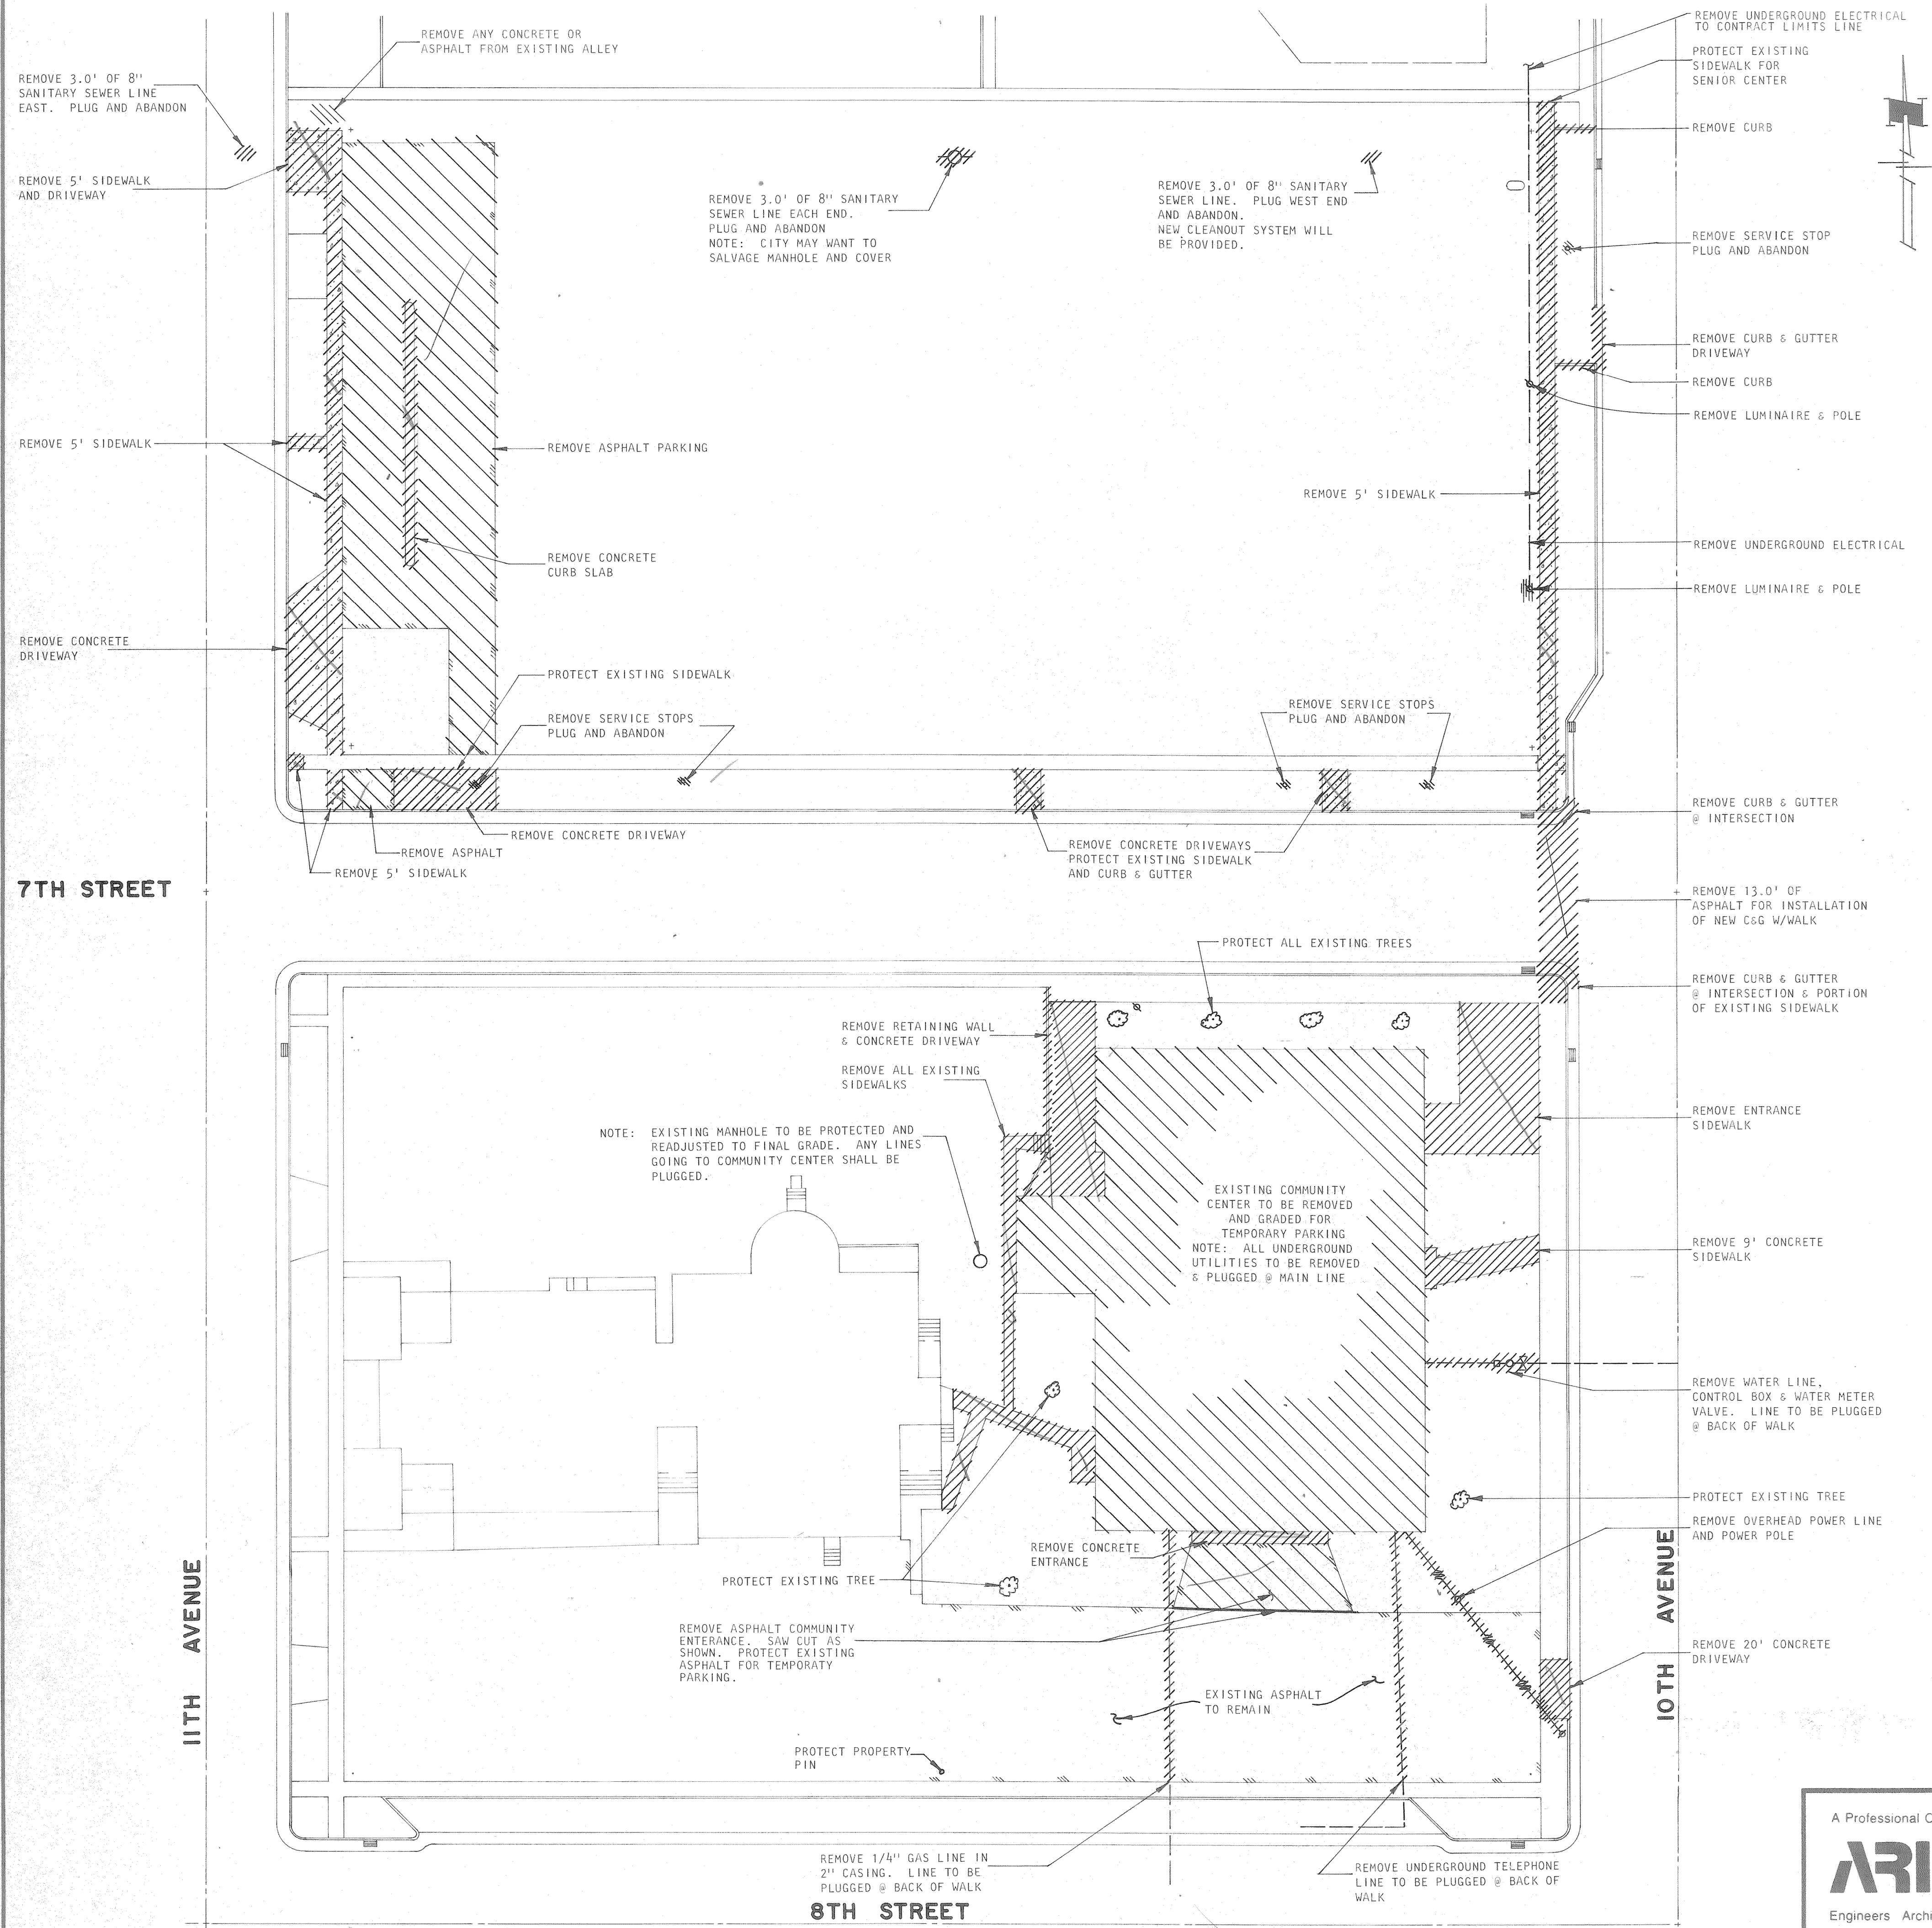 REMOVE ANY CONCRETE OR
ASPHALT FROM EXISTING ALLEY
REMOVE 3.0' OF 8"
SANITARY SEWER LINE
EAST. PLUG AND ABANDON
REMOVE 5' SIDEWALK
AND DRIVEWAY
REMOVE 3.0' OF 8" SANITARY
SEWER LINE EACH END.
PLUG AND ABANDON
NOTE: CITY MAY WANT TO
SALVAGE MANHOLE AND COVER
REMOVE 3.0' OF 8" SANITARY
SEWER LINE. PLUG WEST END
AND ABANDON.
NEW CLEANOUT SYSTEM WILL
BE PROVIDED.
REMOVE UNDERGROUND ELECTRICAL
TO CONTRACT LIMITS LINE
PROTECT EXISTING
SIDEWALK FOR
SENIOR CENTER
REMOVE CURB
REMOVE SERVICE STOP
PLUG AND ABANDON
REMOVE CURB & GUTTER
DRIVEWAY
REMOVE CURB
REMOVE LUMINAIRE & POLE
REMOVE 5' SIDEWALK
REMOVE ASPHALT PARKING
REMOVE 5' SIDEWALK
REMOVE CONCRETE
CURB SLAB
REMOVE UNDERGROUND ELECTRICAL
REMOVE LUMINAIRE & POLE
REMOVE CONCRETE
DRIVEWAY
PROTECT EXISTING SIDEWALK
REMOVE SERVICE STOPS
PLUG AND ABANDON
REMOVE SERVICE STOPS
PLUG AND ABANDON
REMOVE CONCRETE DRIVEWAY
REMOVE ASPHALT
REMOVE 5' SIDEWALK
REMOVE CONCRETE DRIVEWAYS
PROTECT EXISTING SIDEWALK
AND CURB & GUTTER
REMOVE CURB & GUTTER
@ INTERSECTION
7TH STREET
REMOVE 13.0' OF
ASPHALT FOR INSTALLATION
OF NEW C&G W/WALK
PROTECT ALL EXISTING TREES
REMOVE CURB & GUTTER
@ INTERSECTION & PORTION
OF EXISTING SIDEWALK
REMOVE RETAINING WALL
& CONCRETE DRIVEWAY
REMOVE ALL EXISTING
SIDEWALKS
NOTE: EXISTING MANHOLE TO BE PROTECTED AND
READJUSTED TO FINAL GRADE. ANY LINES
GOING TO COMMUNITY CENTER SHALL BE
PLUGGED.
REMOVE ENTRANCE
SIDEWALK
EXISTING COMMUNITY
CENTER TO BE REMOVED
AND GRADED FOR
TEMPORARY PARKING
NOTE: ALL UNDERGROUND
UTILITIES TO BE REMOVED
& PLUGGED @ MAIN LINE
REMOVE 9' CONCRETE
SIDEWALK
REMOVE WATER LINE,
CONTROL BOX & WATER METER
VALVE. LINE TO BE PLUGGED
@ BACK OF WALK
PROTECT EXISTING TREE
REMOVE OVERHEAD POWER LINE
AND POWER POLE
REMOVE CONCRETE
ENTRANCE
PROTECT EXISTING TREE
11TH AVENUE
10TH AVENUE
REMOVE ASPHALT COMMUNITY
ENTERANCE. SAW CUT AS
SHOWN. PROTECT EXISTING
ASPHALT FOR TEMPORATY
PARKING.
REMOVE 20' CONCRETE
DRIVEWAY
EXISTING ASPHALT
TO REMAIN
PROTECT PROPERTY
PIN
REMOVE 1/4" GAS LINE IN
2" CASING. LINE TO BE
PLUGGED @ BACK OF WALK
REMOVE UNDERGROUND TELEPHONE
LINE TO BE PLUGGED @ BACK OF
WALK
8TH STREET
A Professional
ARI
Engineers